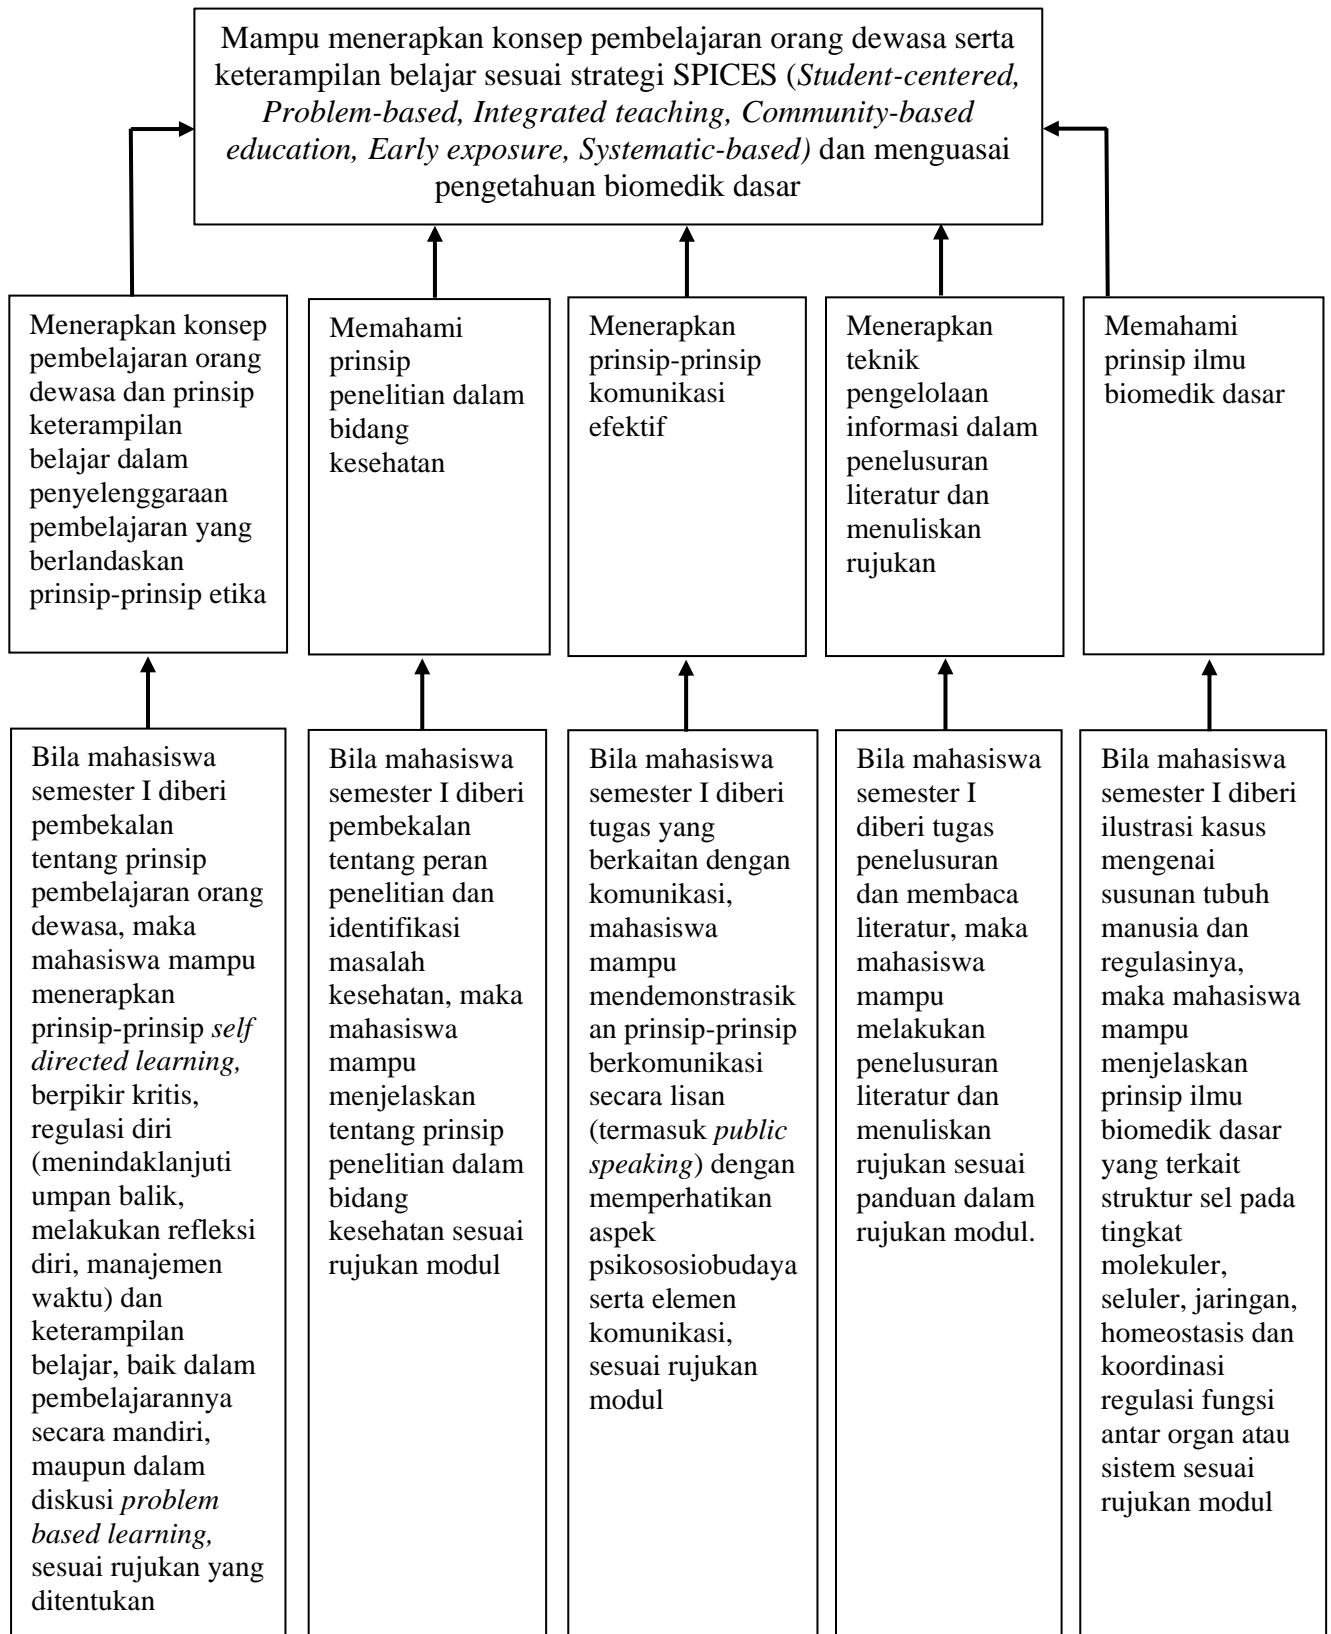 Mampu menerapkan konsep pembelajaran orang dewasa serta
keterampilan belajar sesuai strategi SPICES (Student-centered,
Problem-based, Integrated teaching, Community-based
education, Early exposure, Systematic-based) dan menguasai
pengetahuan biomedik dasar
Menerapkan konsep
pembelajaran orang
dewasa dan prinsip
keterampilan
belajar dalam
penyelenggaraan
pembelajaran yang
berlandaskan
prinsip-prinsip etika
Memahami
prinsip
penelitian dalam
bidang
kesehatan
Menerapkan
prinsip-prinsip
komunikasi
efektif
Menerapkan
teknik
pengelolaan
informasi dalam
penelusuran
literatur dan
menuliskan
rujukan
Memahami
prinsip ilmu
biomedik dasar
Bila mahasiswa
semester I diberi
pembekalan
tentang prinsip
pembelajaran orang
dewasa, maka
mahasiswa mampu
menerapkan
prinsip-prinsip self
directed learning,
berpikir kritis,
regulasi diri
(menindaklanjuti
umpan balik,
melakukan refleksi
diri, manajemen
waktu) dan
keterampilan
belajar, baik dalam
pembelajarannya
secara mandiri,
maupun dalam
diskusi problem
based learning,
sesuai rujukan yang
ditentukan
Bila mahasiswa
semester I diberi
pembekalan
tentang peran
penelitian dan
identifikasi
masalah
kesehatan, maka
mahasiswa
mampu
menjelaskan
tentang prinsip
penelitian dalam
bidang
kesehatan sesuai
rujukan modul
Bila mahasiswa
semester I diberi
tugas yang
berkaitan dengan
komunikasi,
mahasiswa
mampu
mendemonstrasik
an prinsip-prinsip
berkomunikasi
secara lisan
(termasuk public
speaking) dengan
memperhatikan
aspek
psikososiobudaya
serta elemen
komunikasi,
sesuai rujukan
modul
Bila mahasiswa
semester I
diberi tugas
penelusuran
dan membaca
literatur, maka
mahasiswa
mampu
melakukan
penelusuran
literatur dan
menuliskan
rujukan sesuai
panduan dalam
rujukan modul.
Bila mahasiswa
semester I diberi
ilustrasi kasus
mengenai
susunan tubuh
manusia dan
regulasinya,
maka mahasiswa
mampu
menjelaskan
prinsip ilmu
biomedik dasar
yang terkait
struktur sel pada
tingkat
molekuler,
seluler, jaringan,
homeostasis dan
koordinasi
regulasi fungsi
antar organ atau
sistem sesuai
rujukan modul